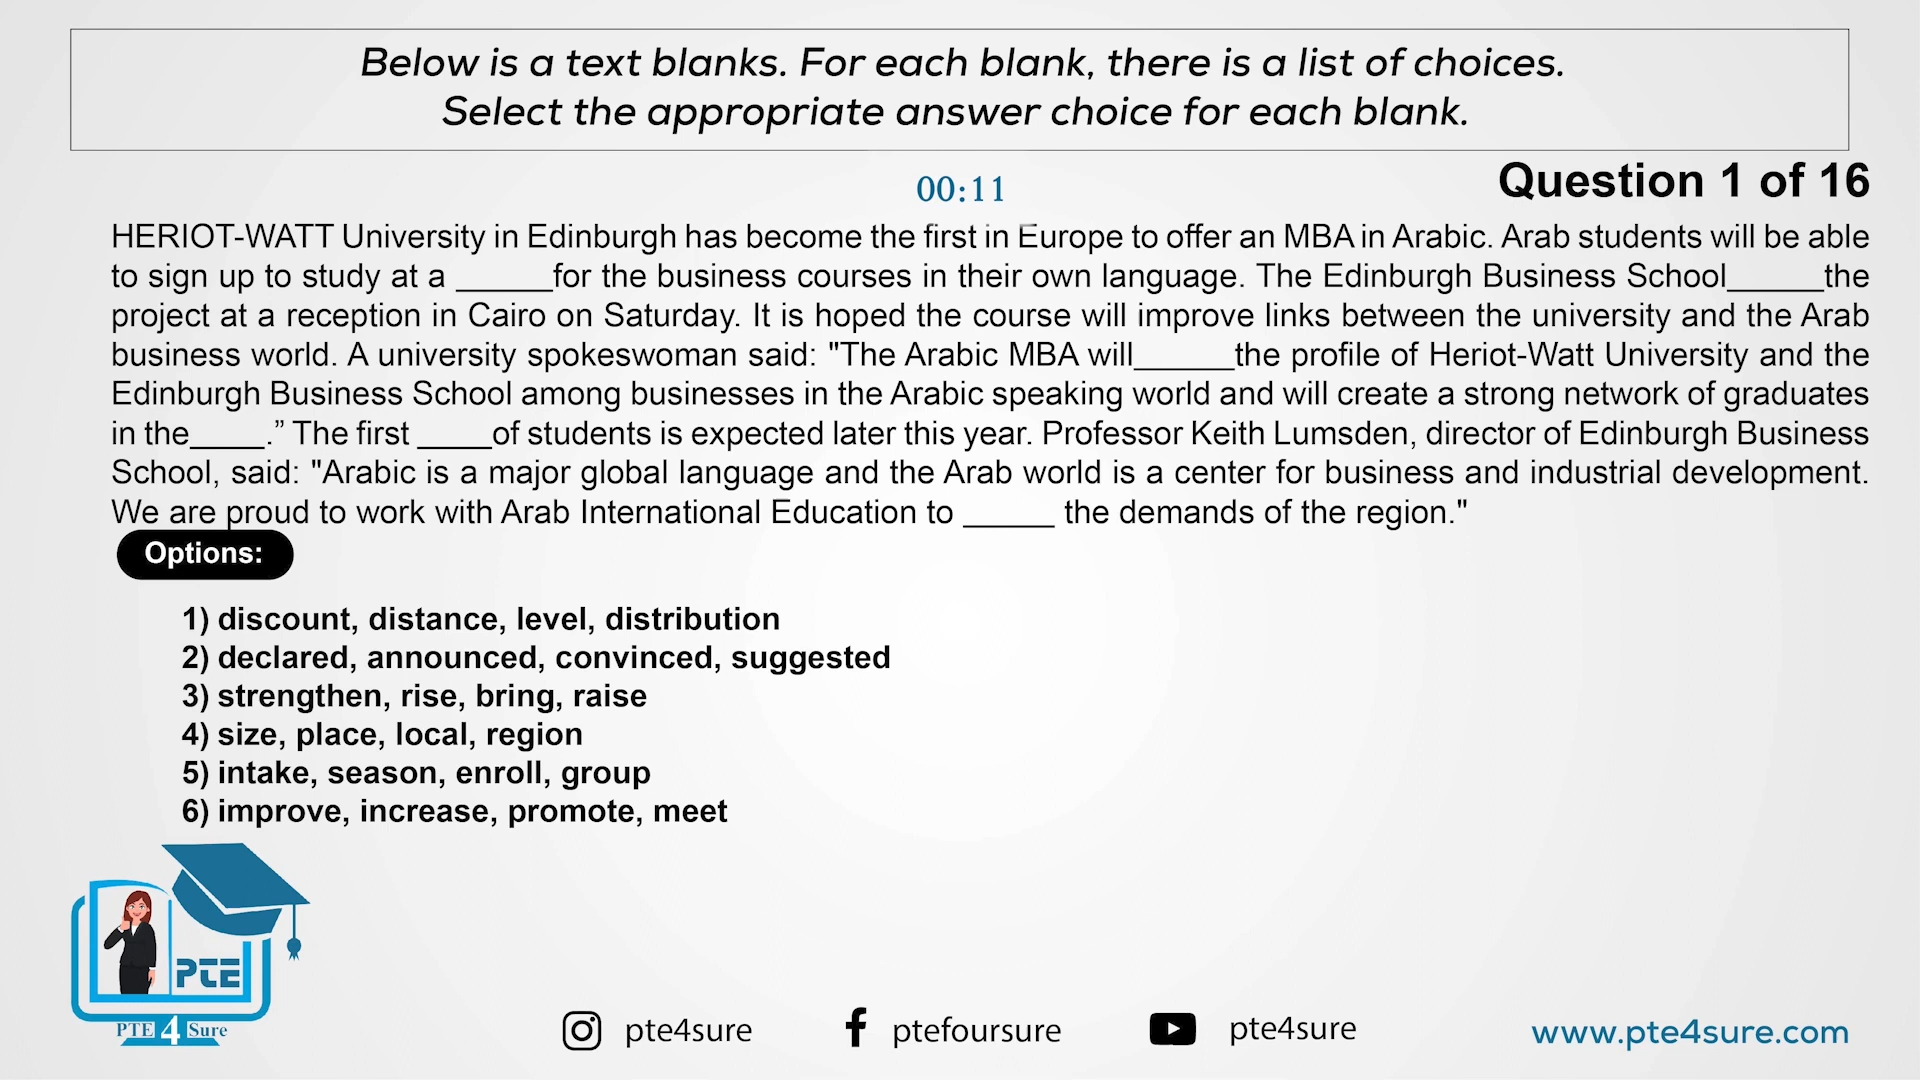 Below is a text blanks. For each blank, there is a list of choices.
Select the appropriate answer choice for each blank.
00:11
Question 1 of 16
HERIOT-WATT University in Edinburgh has become the first in Europe to offer an MBA in Arabic. Arab students will be able
to sign up to study at a ______for the business courses in their own language. The Edinburgh Business School______the
project at a reception in Cairo on Saturday. It is hoped the course will improve links between the university and the Arab
business world. A university spokeswoman said: "The Arabic MBA will______the profile of Heriot-Watt University and the
Edinburgh Business School among businesses in the Arabic speaking world and will create a strong network of graduates
in the____.” The first ____of students is expected later this year. Professor Keith Lumsden, director of Edinburgh Business
School, said: "Arabic is a major global language and the Arab world is a center for business and industrial development.
We are proud to work with Arab International Education to _____ the demands of the region."
Options:
1) discount, distance, level, distribution
2) declared, announced, convinced, suggested
3) strengthen, rise, bring, raise
4) size, place, local, region
5) intake, season, enroll, group
6) improve, increase, promote, meet
PTE
PTE 4 Sure
pte4sure
ptefoursure
pte4sure
www.pte4sure.com